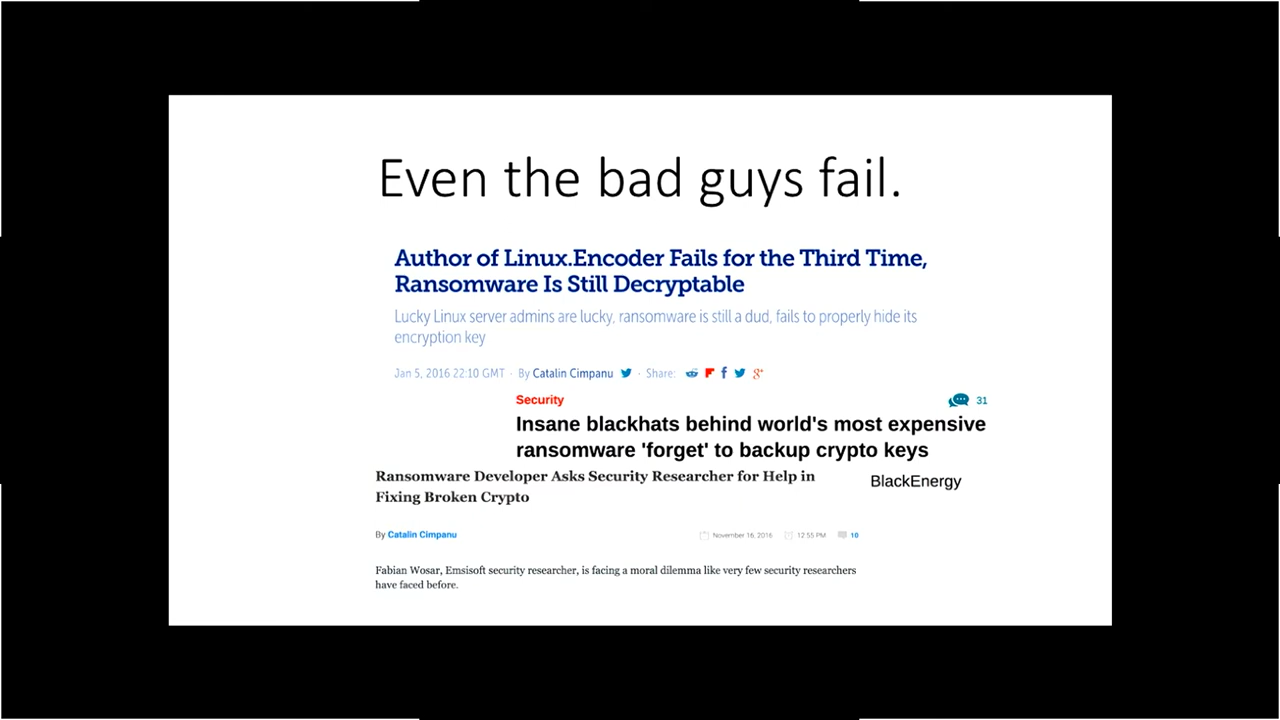 Even the bad guys fail.
Author of Linux.Encoder Fails for the Third Time,
Ransomware Is Still Decryptable
Lucky Linux server admins are lucky, ransomware is still a dud, fails to properly hide its
encryption key
Jan 5, 2016 22:10 GMT · By Catalin Cimpanu · Share:
Security
31
Insane blackhats behind world's most expensive
ransomware 'forget' to backup crypto keys
Ransomware Developer Asks Security Researcher for Help in
Fixing Broken Crypto
BlackEnergy
By Catalin Cimpanu
November 16, 2016
12:55 PM
10
Fabian Wosar, Emsisoft security researcher, is facing a moral dilemma like very few security researchers
have faced before.